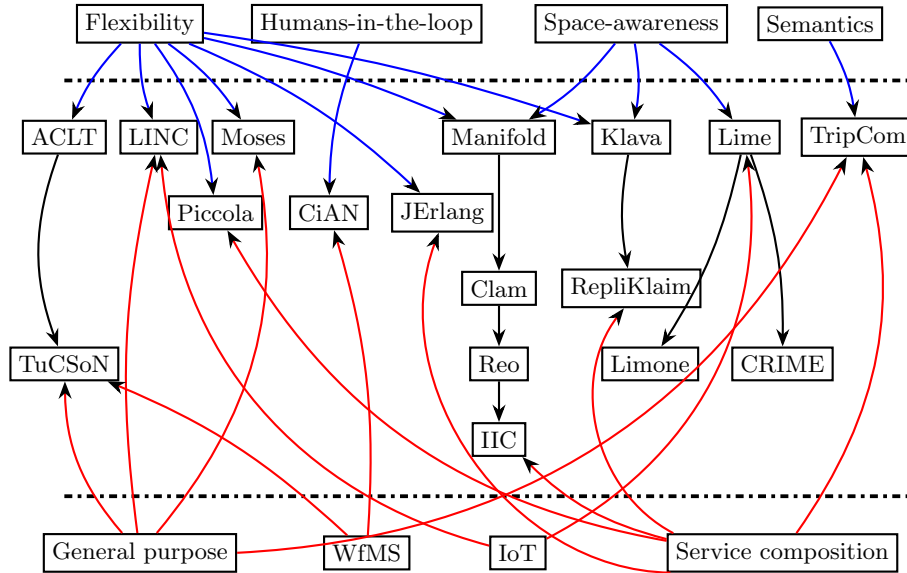 Flexibility
Humans-in-the-loop
Space-awareness
Semantics
ACLT
LINC
Moses
Manifold
Klava
Lime
TripCom
Piccola
CiAN
JErlang
Clam
RepliKlaim
TuCSoN
Reo
Limone
CRIME
IIC
General purpose
WfMS
IoT
Service composition